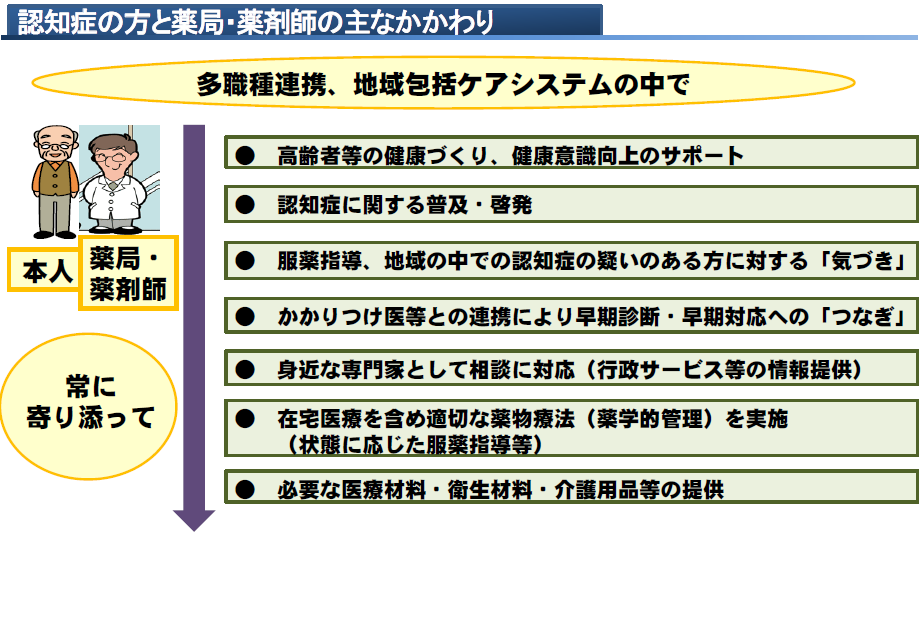 認知症の方と薬局・薬剤師の主なかかわり
多職種連携、地域包括ケアシステムの中で
本人
薬局・
薬剤師
常に
寄り添って
● 高齢者等の健康づくり、健康意識向上のサポート
● 認知症に関する普及・啓発
● 服薬指導、地域の中での認知症の疑いのある方に対する「気づき」
● かかりつけ医等との連携により早期診断・早期対応への「つなぎ」
● 身近な専門家として相談に対応（行政サービス等の情報提供）
● 在宅医療を含め適切な薬物療法（薬学的管理）を実施
（状態に応じた服薬指導等）
● 必要な医療材料・衛生材料・介護用品等の提供